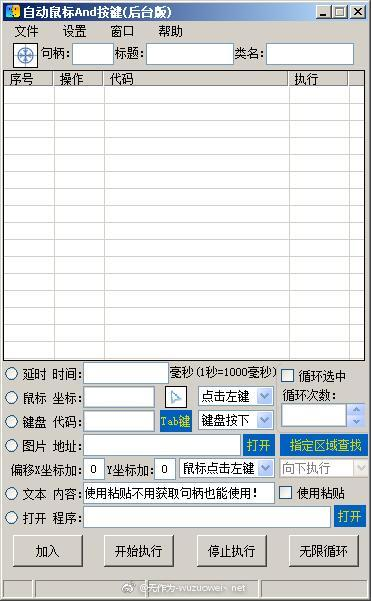 自动鼠标And按键(后台版)
文件 设置 窗口 帮助
句柄: 标题: 类名:
序号 操作 代码 执行
延时 时间: 毫秒(1秒=1000毫秒) 循环选中
鼠标 坐标: 点击左键 循环次数:
键盘 代码: Tab键 键盘按下
图片 地址: 打开 指定区域查找
偏移X坐标加: 0 Y坐标加: 0 鼠标点击左键 向下执行
文本 内容: 使用粘贴不用获取句柄也能使用! 使用粘贴
打开 程序: 打开
加入 开始执行 停止执行 无限循环
无作方-wuzuowei·net